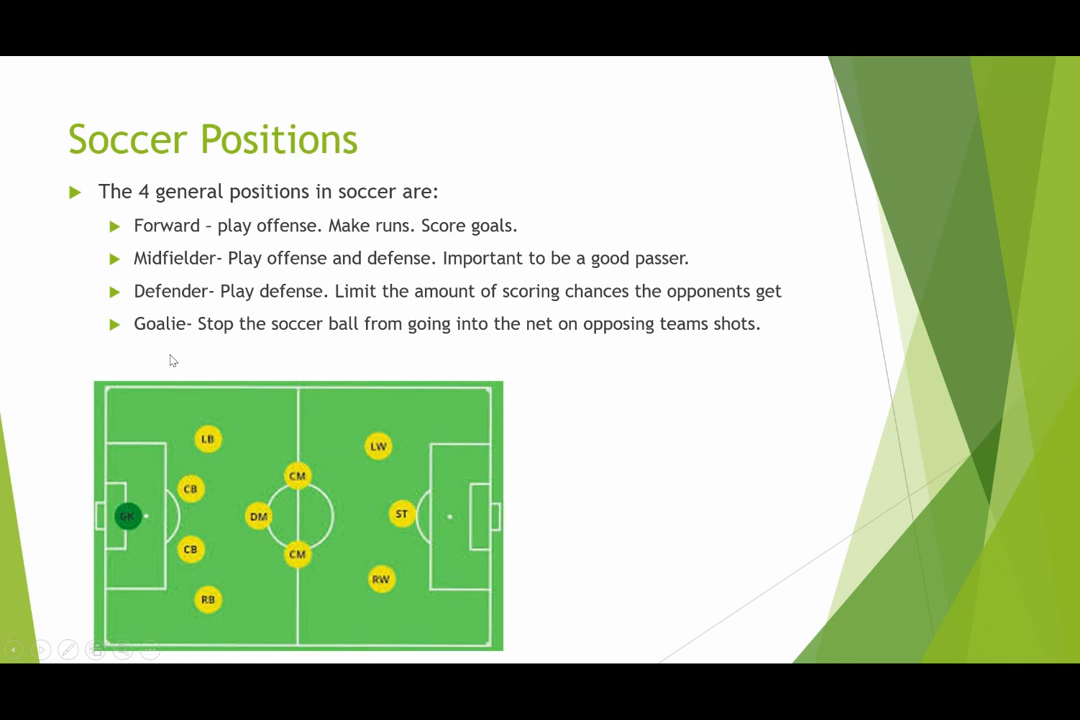 Soccer Positions
The 4 general positions in soccer are:
Forward – play offense. Make runs. Score goals.
Midfielder- Play offense and defense. Important to be a good passer.
Defender- Play defense. Limit the amount of scoring chances the opponents get
Goalie- Stop the soccer ball from going into the net on opposing teams shots.
LB
LW
CM
CB
GK
DM
ST
CB
CM
RW
RB